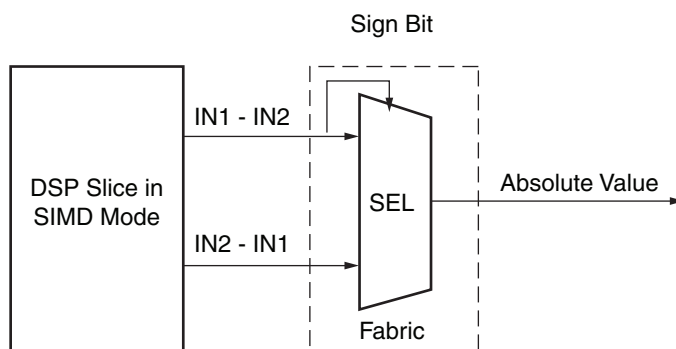 Sign Bit
IN1 - IN2
DSP Slice in
SIMD Mode
SEL
Absolute Value
IN2 - IN1
Fabric